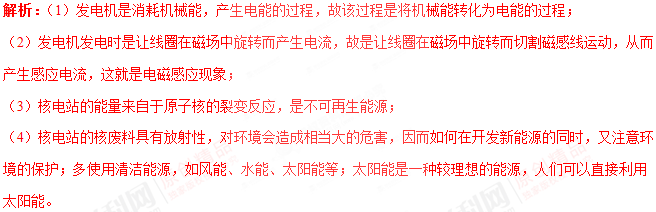 解析：（1）发电机是消耗机械能，产生电能的过程，故该过程是将机械能转化为电能的过程；
（2）发电机发电时是让线圈在磁场中旋转而产生电流，故是让线圈在磁场中旋转而切割磁感线运动，从而
产生感应电流，这就是电磁感应现象；
（3）核电站的能量来自于原子核的裂变反应，是不可再生能源；
（4）核电站的核废料具有放射性，对环境会造成相当大的危害，因而如何在开发新能源的同时，又注意环
境的保护；多使用清洁能源，如风能、水能、太阳能等；太阳能是一种较理想的能源，人们可以直接利用
太阳能。